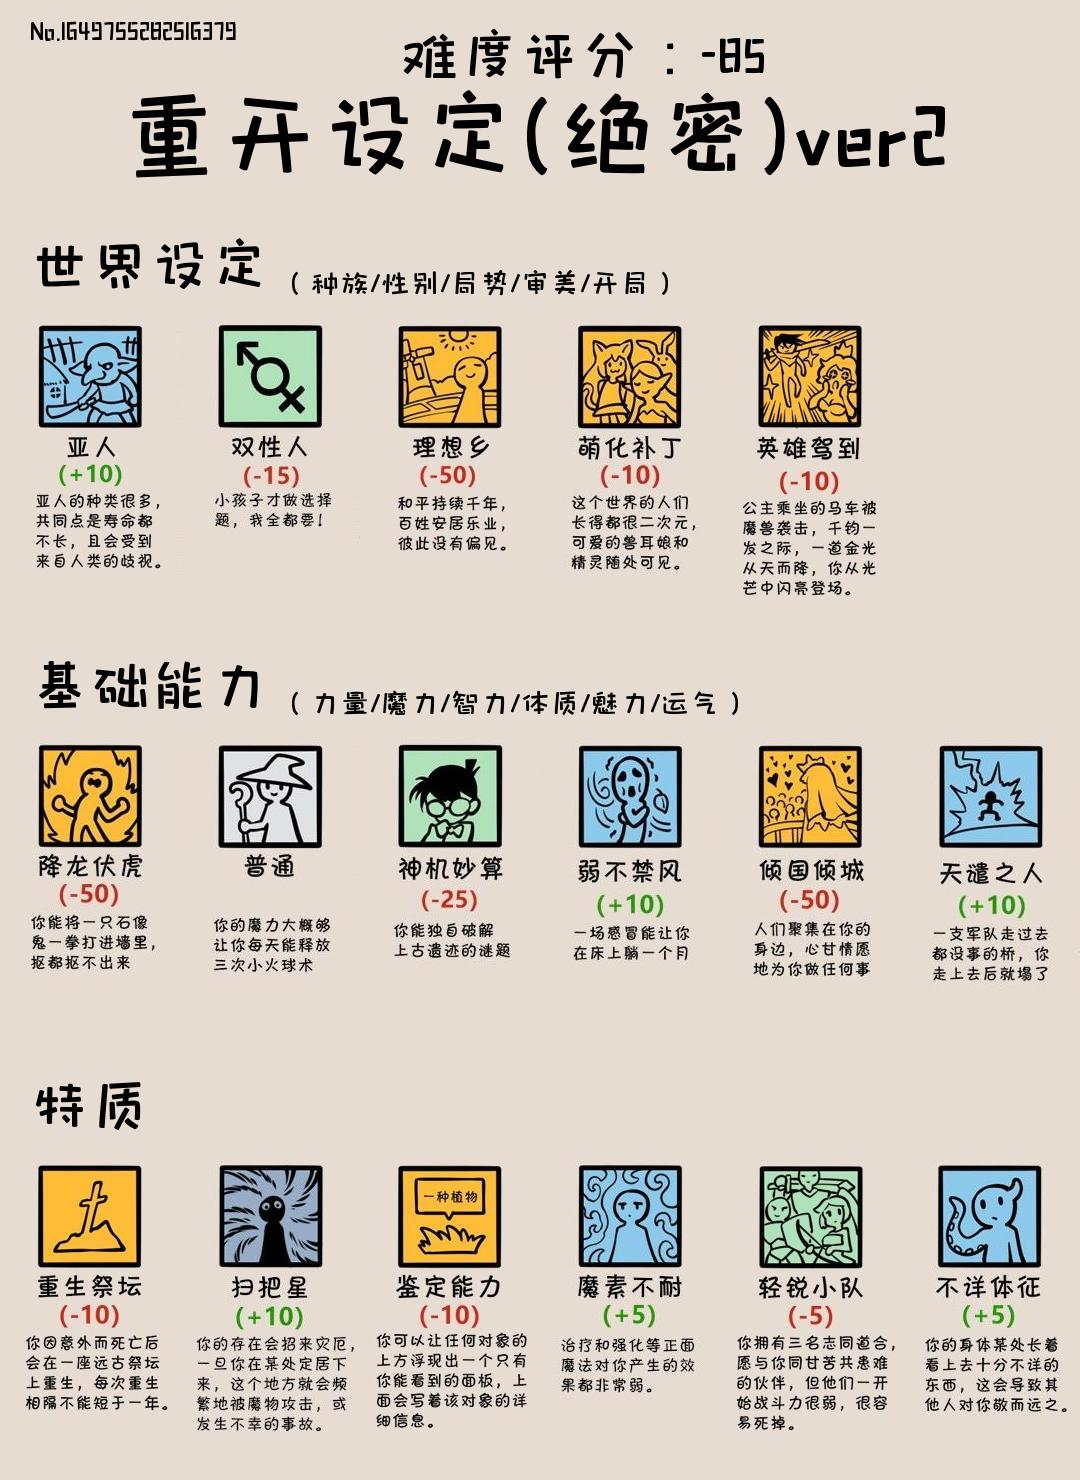 No.1649755282516379
难度评分：-85
重开设定(绝密)ver2
世界设定（种族/性别/局势/审美/开局）
亚人
(+10)
亚人的种类很多，
共同点是寿命都
不长，且会受到
来自人类的歧视。
双性人
(-15)
小孩子才做选择
题，我全都要！
理想乡
(-50)
和平持续千年，
百姓安居乐业，
彼此没有偏见。
萌化补丁
(-10)
这个世界的人们
长得都很二次元，
可爱的兽耳娘和
精灵随处可见。
英雄驾到
(-10)
公主乘坐的马车被
魔兽袭击，千钧一
发之际，一道金光
从天而降，你从光
芒中闪亮登场。
基础能力（力量/魔力/智力/体质/魅力/运气）
降龙伏虎
(-50)
你能将一只石像
鬼一拳打进墙里，
抠都抠不出来
普通
你的魔力大概够
让你每天能释放
三次小火球术
神机妙算
(-25)
你能独自破解
上古遗迹的谜题
弱不禁风
(+10)
一场感冒能让你
在床上躺一个月
倾国倾城
(-50)
人们聚集在你的
身边，心甘情愿
地为你做任何事
天谴之人
(+10)
一支军队走过去
都没事的桥，你
走上去后就塌了
特质
重生祭坛
(-10)
你因意外而死亡后
会在一座远古祭坛
上重生，每次重生
相隔不能短于一年。
扫把星
(+10)
你的存在会招来灾厄，
一旦你在某处定居下
来，这个地方就会频
繁地被魔物攻击，或
发生不幸的事故。
一种植物
鉴定能力
(-10)
你可以让任何对象的
上方浮现出一个只有
你能看到的面板，上
面会写着该对象的详
细信息。
魔素不耐
(+5)
治疗和强化等正面
魔法对你产生的效
果都非常弱。
轻锐小队
(-5)
你拥有三名志同道合，
愿与你同甘苦共患难
的伙伴，但他们一开
始战斗力很弱，很容
易死掉。
不详体征
(+5)
你的身体某处长着
看上去十分不详的
东西，这会导致其
他人对你敬而远之。